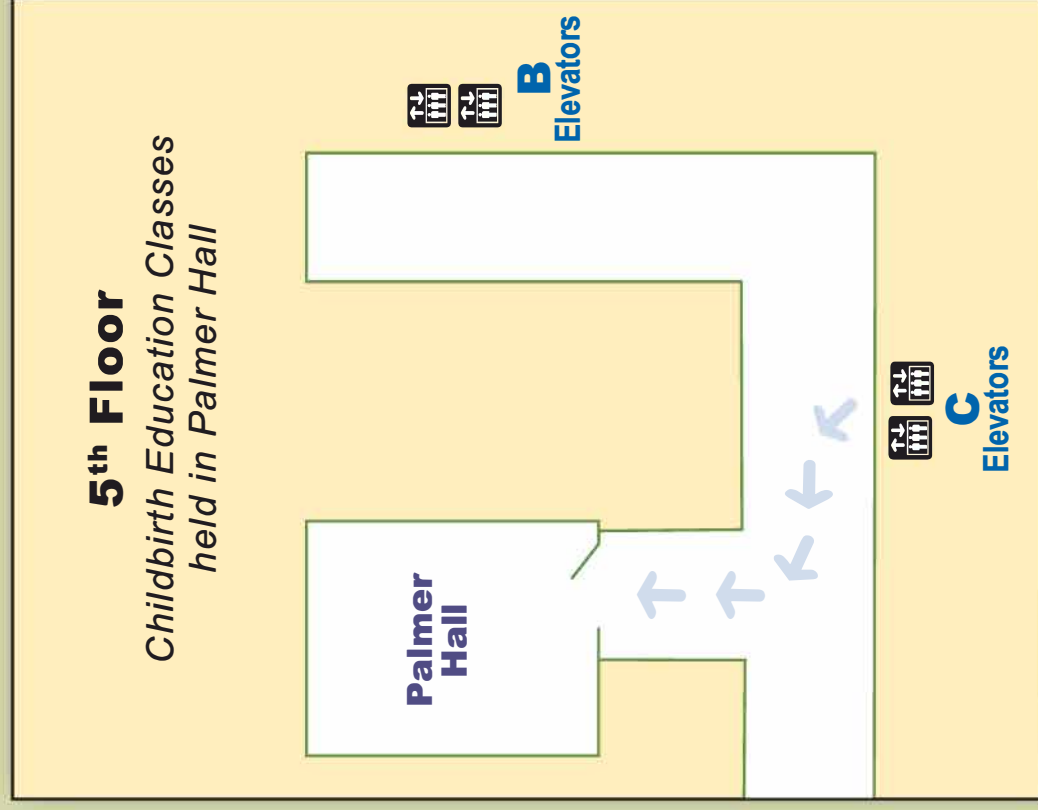 5th Floor
Childbirth Education Classes
held in Palmer Hall
B
Elevators
Palmer
Hall
C
Elevators